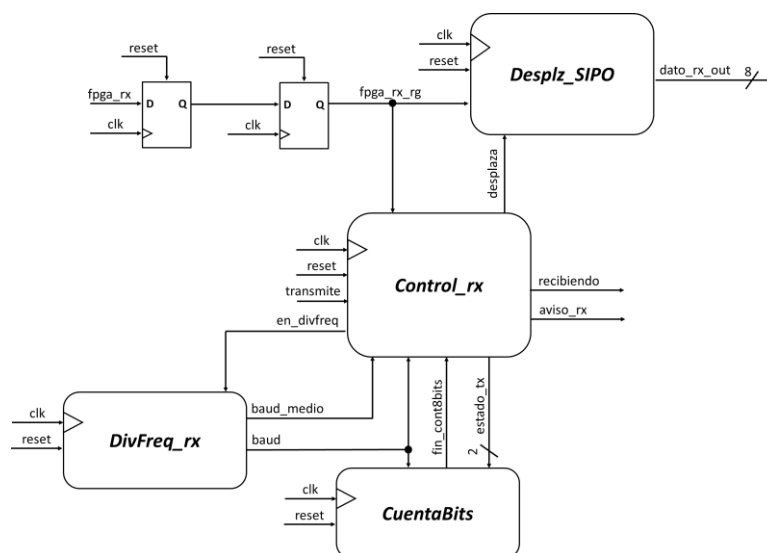 clk
reset
Desplz_SIPO
dato_rx_out 8
reset
reset
fpga_rx
D Q
clk
D Q
clk
fpga_rx_rg
desplaza
clk
reset
transmite
Control_rx
recibiendo
aviso_rx
en_divfreq
clk
reset
DivFreq_rx
baud_medio
baud
fin_cont8bits
estado_tx
2
clk
reset
CuentaBits